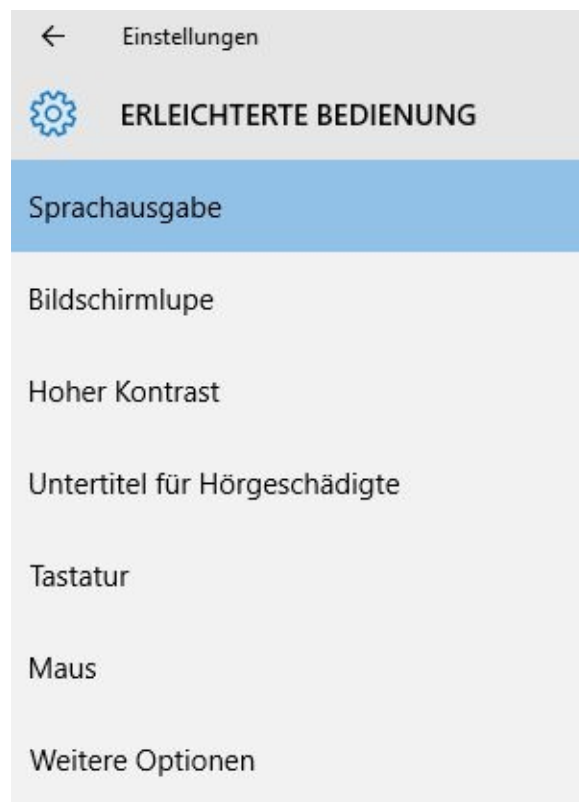 Einstellungen
ERLEICHTERTE BEDIENUNG
Sprachausgabe
Bildschirmlupe
Hoher Kontrast
Untertitel für Hörgeschädigte
Tastatur
Maus
Weitere Optionen